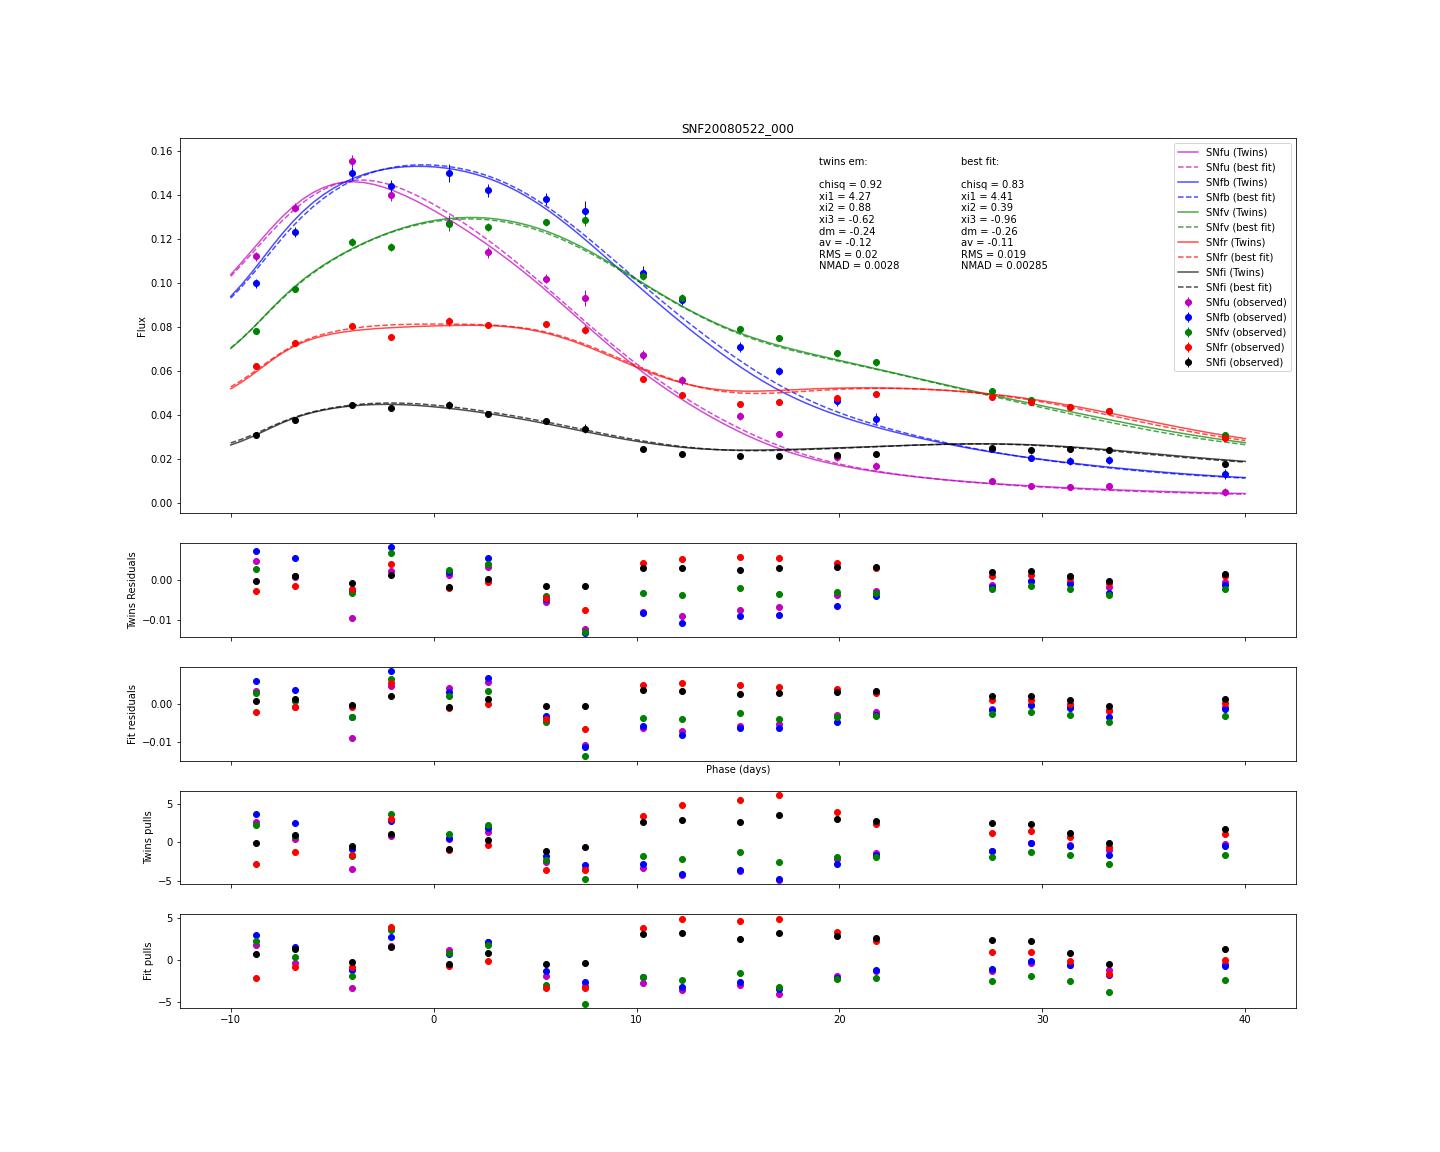 SNF20080522_000
0.16
0.14
0.12
0.10
0.08
0.06
0.04
0.02
0.00
Flux
twins em:
chisq = 0.92
xi1 = 4.27
xi2 = 0.88
xi3 = -0.62
dm = -0.24
av = -0.12
RMS = 0.02
NMAD = 0.0028
best fit:
chisq = 0.83
xi1 = 4.41
xi2 = 0.39
xi3 = -0.96
dm = -0.26
av = -0.11
RMS = 0.019
NMAD = 0.00285
SNfu (Twins)
SNfu (best fit)
SNfb (Twins)
SNfb (best fit)
SNfv (Twins)
SNfv (best fit)
SNfr (Twins)
SNfr (best fit)
SNfi (Twins)
SNfi (best fit)
SNfu (observed)
SNfb (observed)
SNfv (observed)
SNfr (observed)
SNfi (observed)
0.00
−0.01
Twins Residuals
0.00
−0.01
Fit residuals
Phase (days)
5
0
−5
Twins pulls
5
0
−5
Fit pulls
−10
0
10
20
30
40